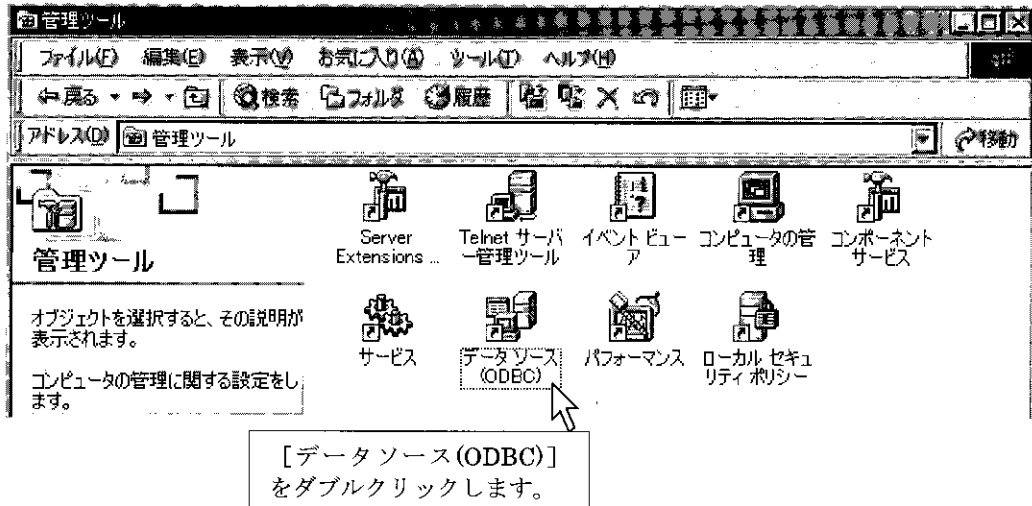 管理ツール
ファイル(F) 編集(E) 表示(V) お気に入り(A) ツール(T) ヘルプ(H)
戻る 検索 フォルダ 履歴
アドレス(D) 管理ツール 移動
管理ツール
オブジェクトを選択すると、その説明が
表示されます。
コンピュータの管理に関する設定をし
ます。
Server
Extensions ...
Telnet サーバ
ー管理ツール
イベント ビュー
ア
コンピュータの管
理
コンポーネント
サービス
サービス
データ ソース
(ODBC)
パフォーマンス
ローカル セキュ
リティ ポリシー
[データソース(ODBC)]
をダブルクリックします。